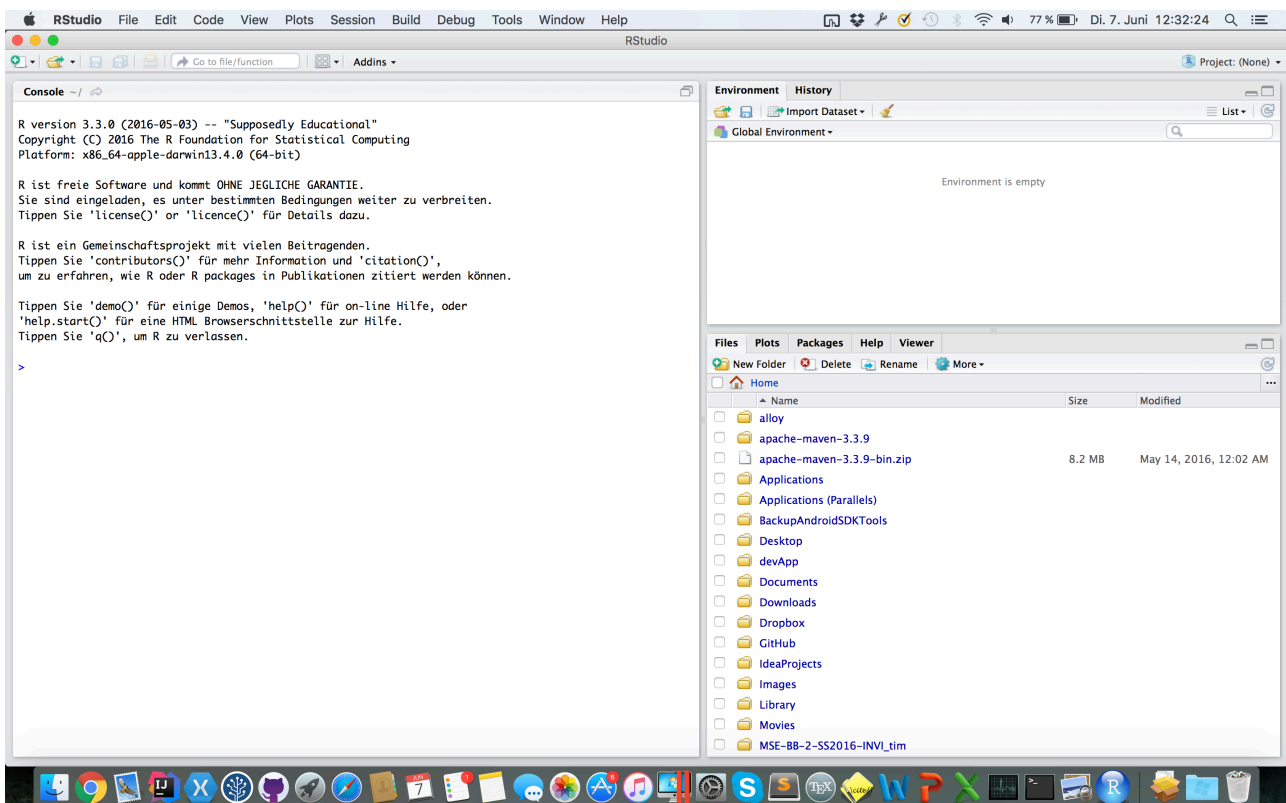 RStudio File Edit Code View Plots Session Build Debug Tools Window Help 77 % Di. 7. Juni 12:32:24
RStudio
Go to file/function Addins Project: (None)
Console ~/
R version 3.3.0 (2016-05-03) -- "Supposedly Educational"
Copyright (C) 2016 The R Foundation for Statistical Computing
Platform: x86_64-apple-darwin13.4.0 (64-bit)
R ist freie Software und kommt OHNE JEGLICHE GARANTIE.
Sie sind eingeladen, es unter bestimmten Bedingungen weiter zu verbreiten.
Tippen Sie 'license()' or 'licence()' für Details dazu.
R ist ein Gemeinschaftsprojekt mit vielen Beitragenden.
Tippen Sie 'contributors()' für mehr Information und 'citation()',
um zu erfahren, wie R oder R packages in Publikationen zitiert werden können.
Tippen Sie 'demo()' für einige Demos, 'help()' für on-line Hilfe, oder
'help.start()' für eine HTML Browserschnittstelle zur Hilfe.
Tippen Sie 'q()', um R zu verlassen.
>
Environment History
Import Dataset List
Global Environment
Environment is empty
Files Plots Packages Help Viewer
New Folder Delete Rename More
Home ...
Name Size Modified
alloy
apache-maven-3.3.9
apache-maven-3.3.9-bin.zip 8.2 MB May 14, 2016, 12:02 AM
Applications
Applications (Parallels)
BackupAndroidSDKTools
Desktop
devApp
Documents
Downloads
Dropbox
GitHub
IdeaProjects
Images
Library
Movies
MSE-BB-2-SS2016-INVI_tim
IJ X JUN 7 1 6 S S TEX W P X >_ R